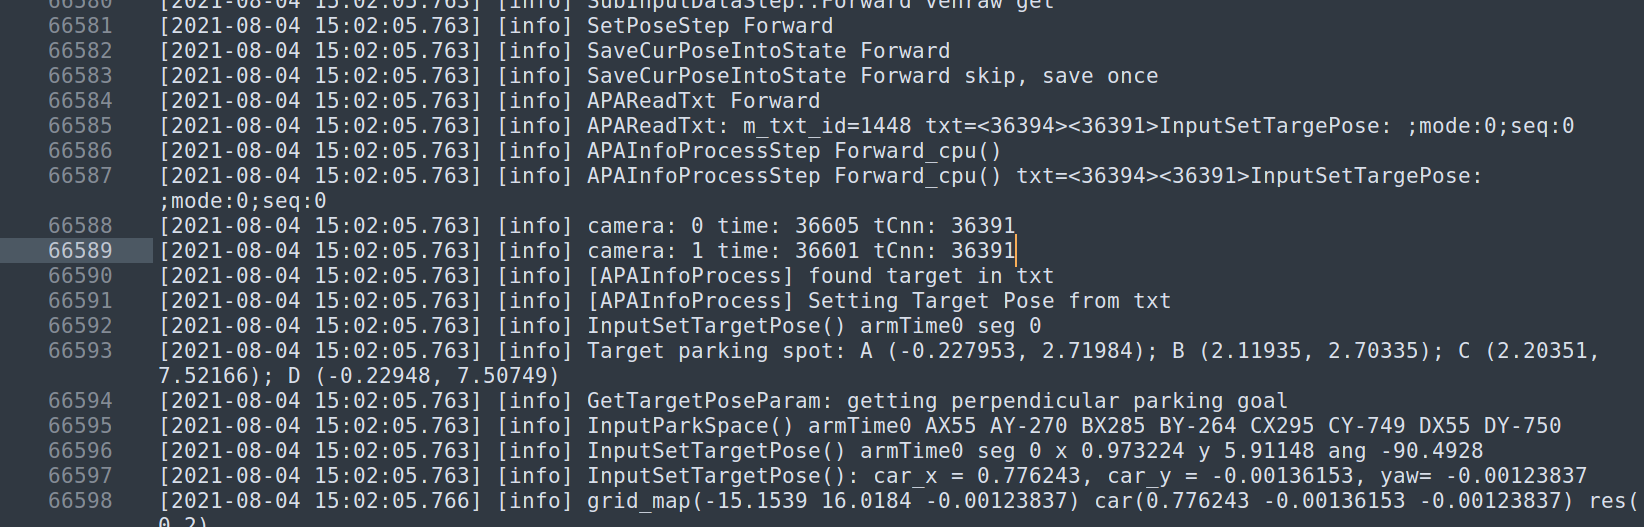 66580 [2021-08-04 15:02:05.763] [info] SubInputDataStep::Forward venraw get
66581 [2021-08-04 15:02:05.763] [info] SetPoseStep Forward
66582 [2021-08-04 15:02:05.763] [info] SaveCurPoseIntoState Forward
66583 [2021-08-04 15:02:05.763] [info] SaveCurPoseIntoState Forward skip, save once
66584 [2021-08-04 15:02:05.763] [info] APAReadTxt Forward
66585 [2021-08-04 15:02:05.763] [info] APAReadTxt: m_txt_id=1448 txt=<36394><36391>InputSetTargePose: ;mode:0;seq:0
66586 [2021-08-04 15:02:05.763] [info] APAInfoProcessStep Forward_cpu()
66587 [2021-08-04 15:02:05.763] [info] APAInfoProcessStep Forward_cpu() txt=<36394><36391>InputSetTargePose:
;mode:0;seq:0
66588 [2021-08-04 15:02:05.763] [info] camera: 0 time: 36605 tCnn: 36391
66589 [2021-08-04 15:02:05.763] [info] camera: 1 time: 36601 tCnn: 36391
66590 [2021-08-04 15:02:05.763] [info] [APAInfoProcess] found target in txt
66591 [2021-08-04 15:02:05.763] [info] [APAInfoProcess] Setting Target Pose from txt
66592 [2021-08-04 15:02:05.763] [info] InputSetTargetPose() armTime0 seg 0
66593 [2021-08-04 15:02:05.763] [info] Target parking spot: A (-0.227953, 2.71984); B (2.11935, 2.70335); C (2.20351,
7.52166); D (-0.22948, 7.50749)
66594 [2021-08-04 15:02:05.763] [info] GetTargetPoseParam: getting perpendicular parking goal
66595 [2021-08-04 15:02:05.763] [info] InputParkSpace() armTime0 AX55 AY-270 BX285 BY-264 CX295 CY-749 DX55 DY-750
66596 [2021-08-04 15:02:05.763] [info] InputSetTargetPose() armTime0 seg 0 x 0.973224 y 5.91148 ang -90.4928
66597 [2021-08-04 15:02:05.763] [info] InputSetTargetPose(): car_x = 0.776243, car_y = -0.00136153, yaw= -0.00123837
66598 [2021-08-04 15:02:05.766] [info] grid_map(-15.1539 16.0184 -0.00123837) car(0.776243 -0.00136153 -0.00123837) res(
0.2)